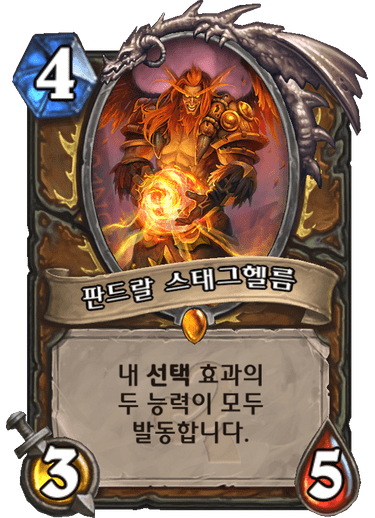 4
판드랄 스태그헬름
내 선택 효과의
두 능력이 모두
발동합니다.
3
5